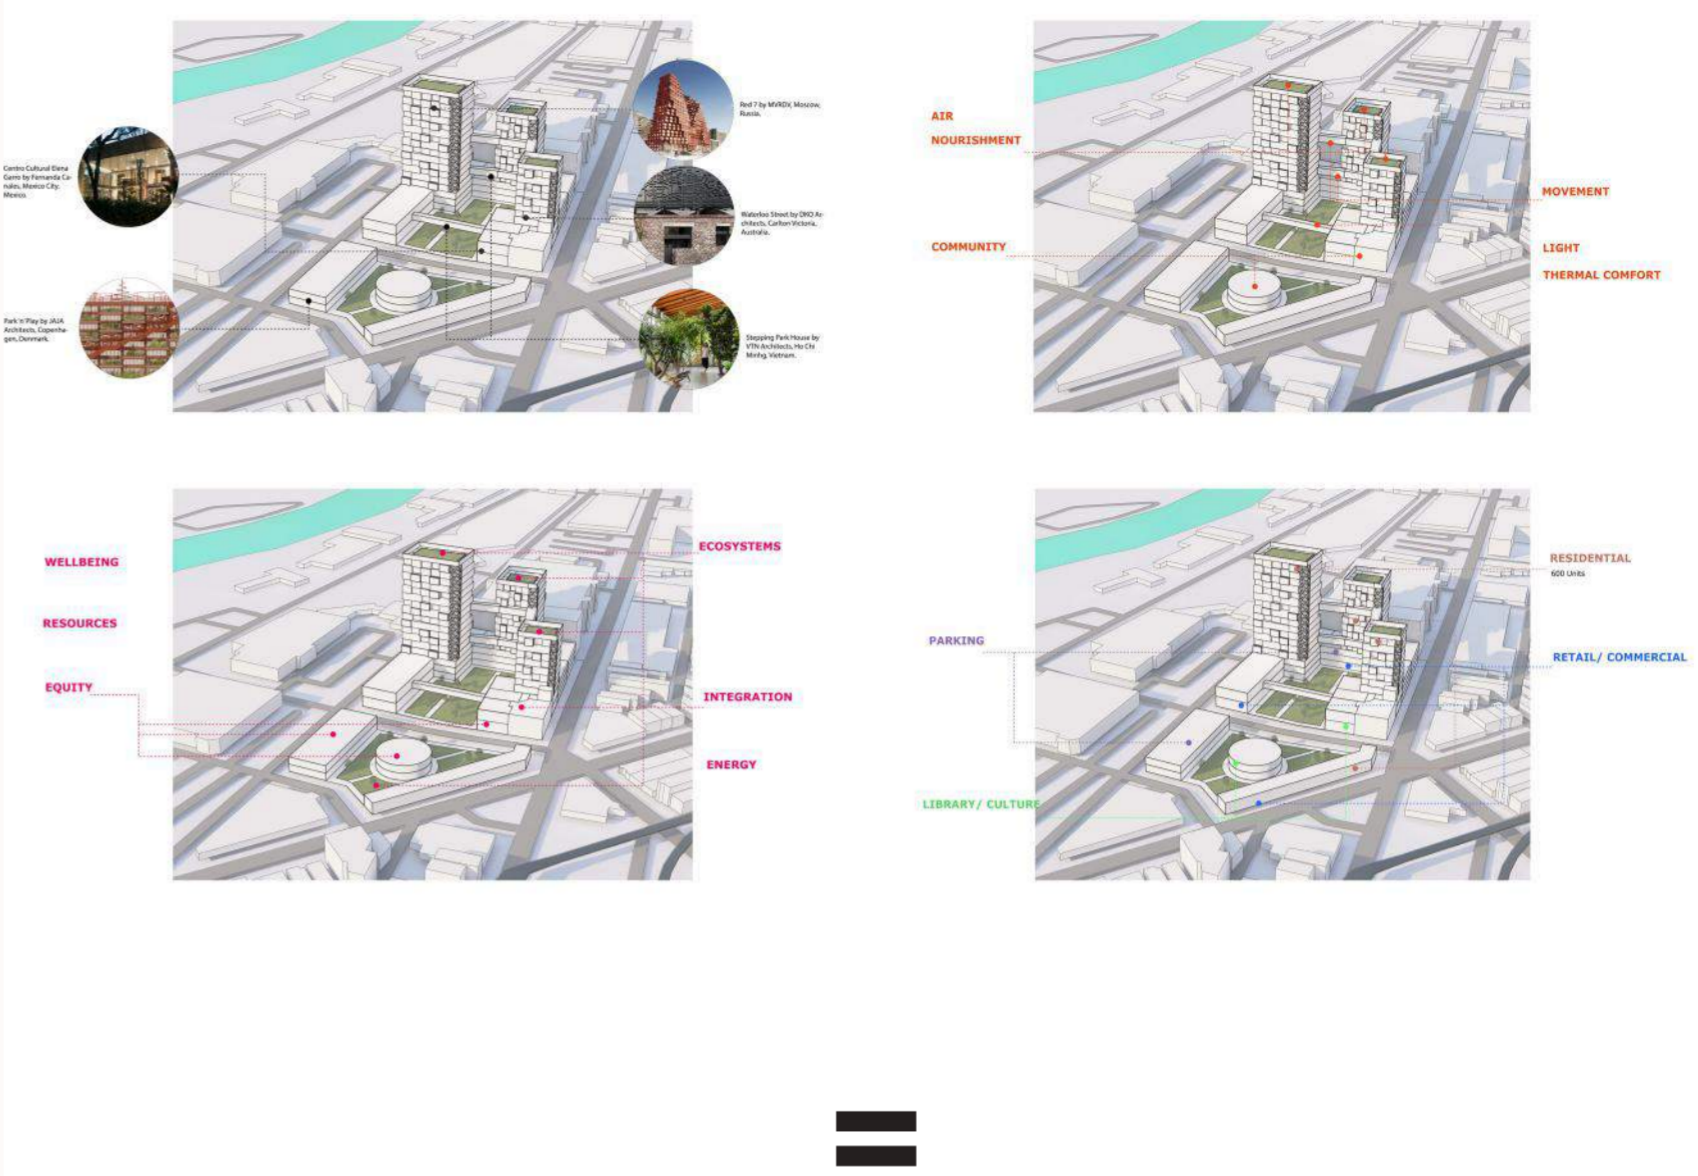 Red 7 by MVRDV, Moscow,
Russia.
Centro Cultural Elena
Garro by Fernanda Ca-
nales, Mexico City,
Mexico.
Waterloo Street by DKO Ar-
chitects, Carlton Victoria,
Australia.
Park 'n' Play by JAJA
Architects, Copenha-
gen, Denmark.
Stepping Park House by
VTN Architects, Ho Chi
Minhg, Vietnam.
AIR
NOURISHMENT
MOVEMENT
COMMUNITY
LIGHT
THERMAL COMFORT
WELLBEING
ECOSYSTEMS
RESOURCES
EQUITY
INTEGRATION
ENERGY
RESIDENTIAL
600 Units
PARKING
RETAIL/ COMMERCIAL
LIBRARY/ CULTURE